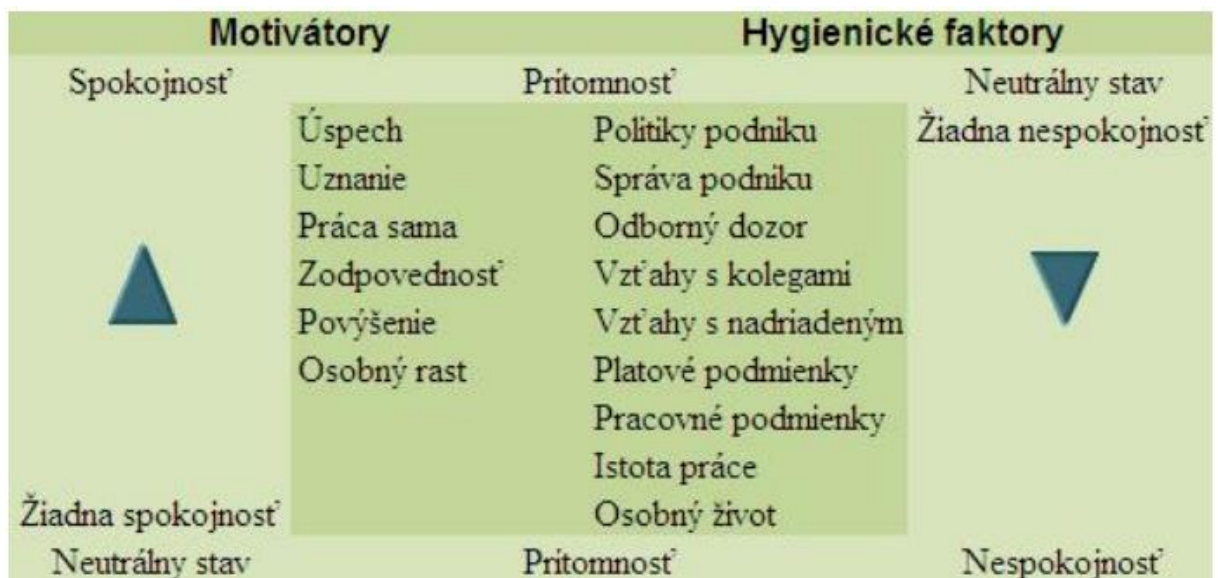 Motivátory Hygienické faktory
Spokojnosť Prítomnosť Neutrálny stav
Úspech Politiky podniku Žiadna nespokojnosť
Uznanie Správa podniku
Práca sama Odborný dozor
Zodpovednosť Vzťahy s kolegami
Povýšenie Vzťahy s nadriadeným
Osobný rast Platové podmienky
Pracovné podmienky
Istota práce
Žiadna spokojnosť Osobný život
Neutrálny stav Prítomnosť Nespokojnosť